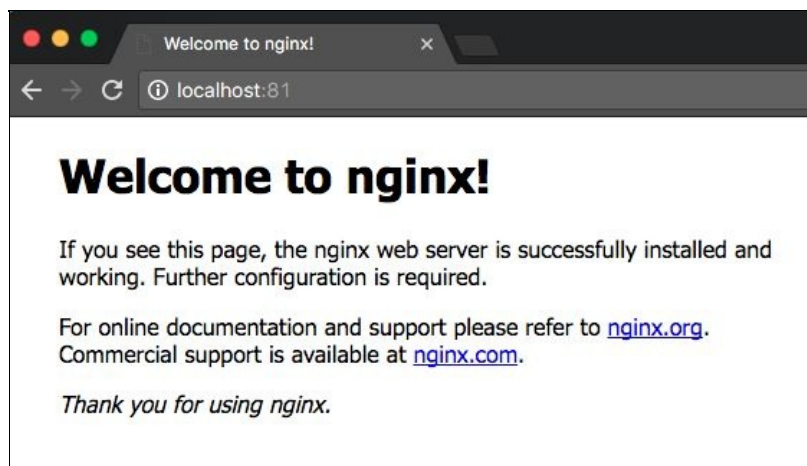 Welcome to nginx!
localhost:81
Welcome to nginx!
If you see this page, the nginx web server is successfully installed and
working. Further configuration is required.
For online documentation and support please refer to nginx.org.
Commercial support is available at nginx.com.
Thank you for using nginx.